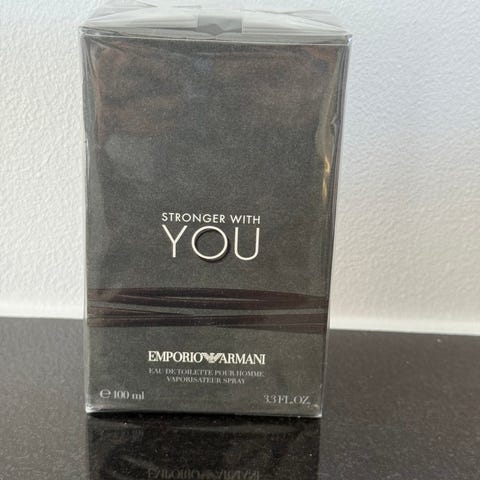 STRONGER WITH
YOU
EMPORIO ARMANI
EAU DE TOILETTE POUR HOMME
VAPORISATEUR SPRAY
℮ 100 ml 3.3 FL.OZ.